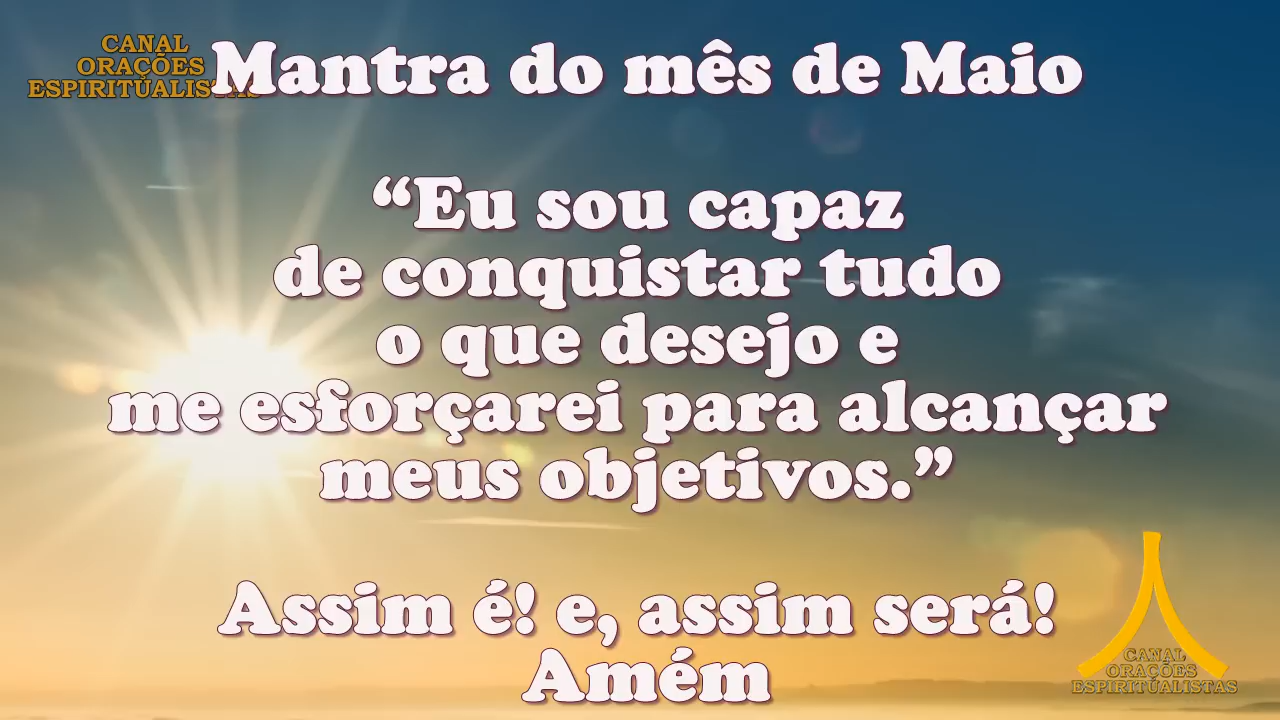 CANAL
ORAÇÕES
ESPIRITUALISTAS
Mantra do mês de Maio
“Eu sou capaz
de conquistar tudo
o que desejo e
me esforçarei para alcançar
meus objetivos.”
Assim é! e, assim será!
Amém
CANAL
ORAÇÕES
ESPIRITUALISTAS